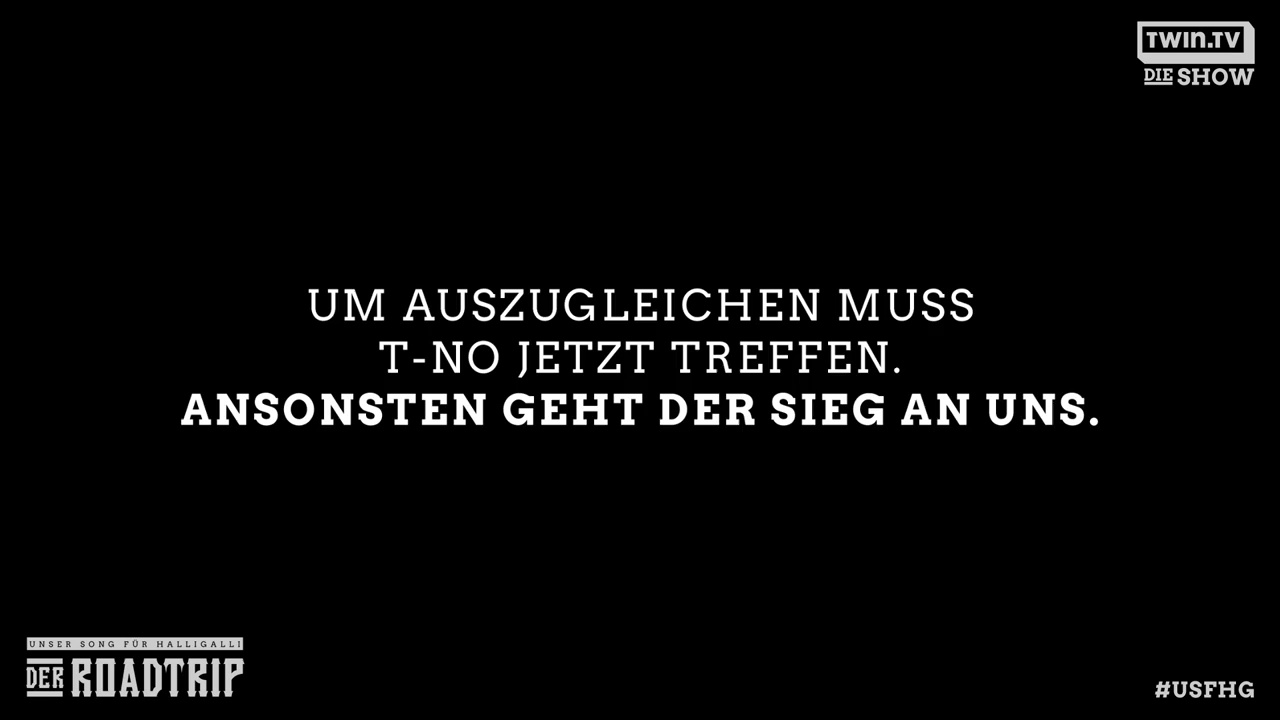 TWIN.TV
DIE SHOW
UM AUSZUGLEICHEN MUSS
T-NO JETZT TREFFEN.
ANSONSTEN GEHT DER SIEG AN UNS.
UNSER SONG FÜR HALLIGALLI
DER ROADTRIP
#USFHG